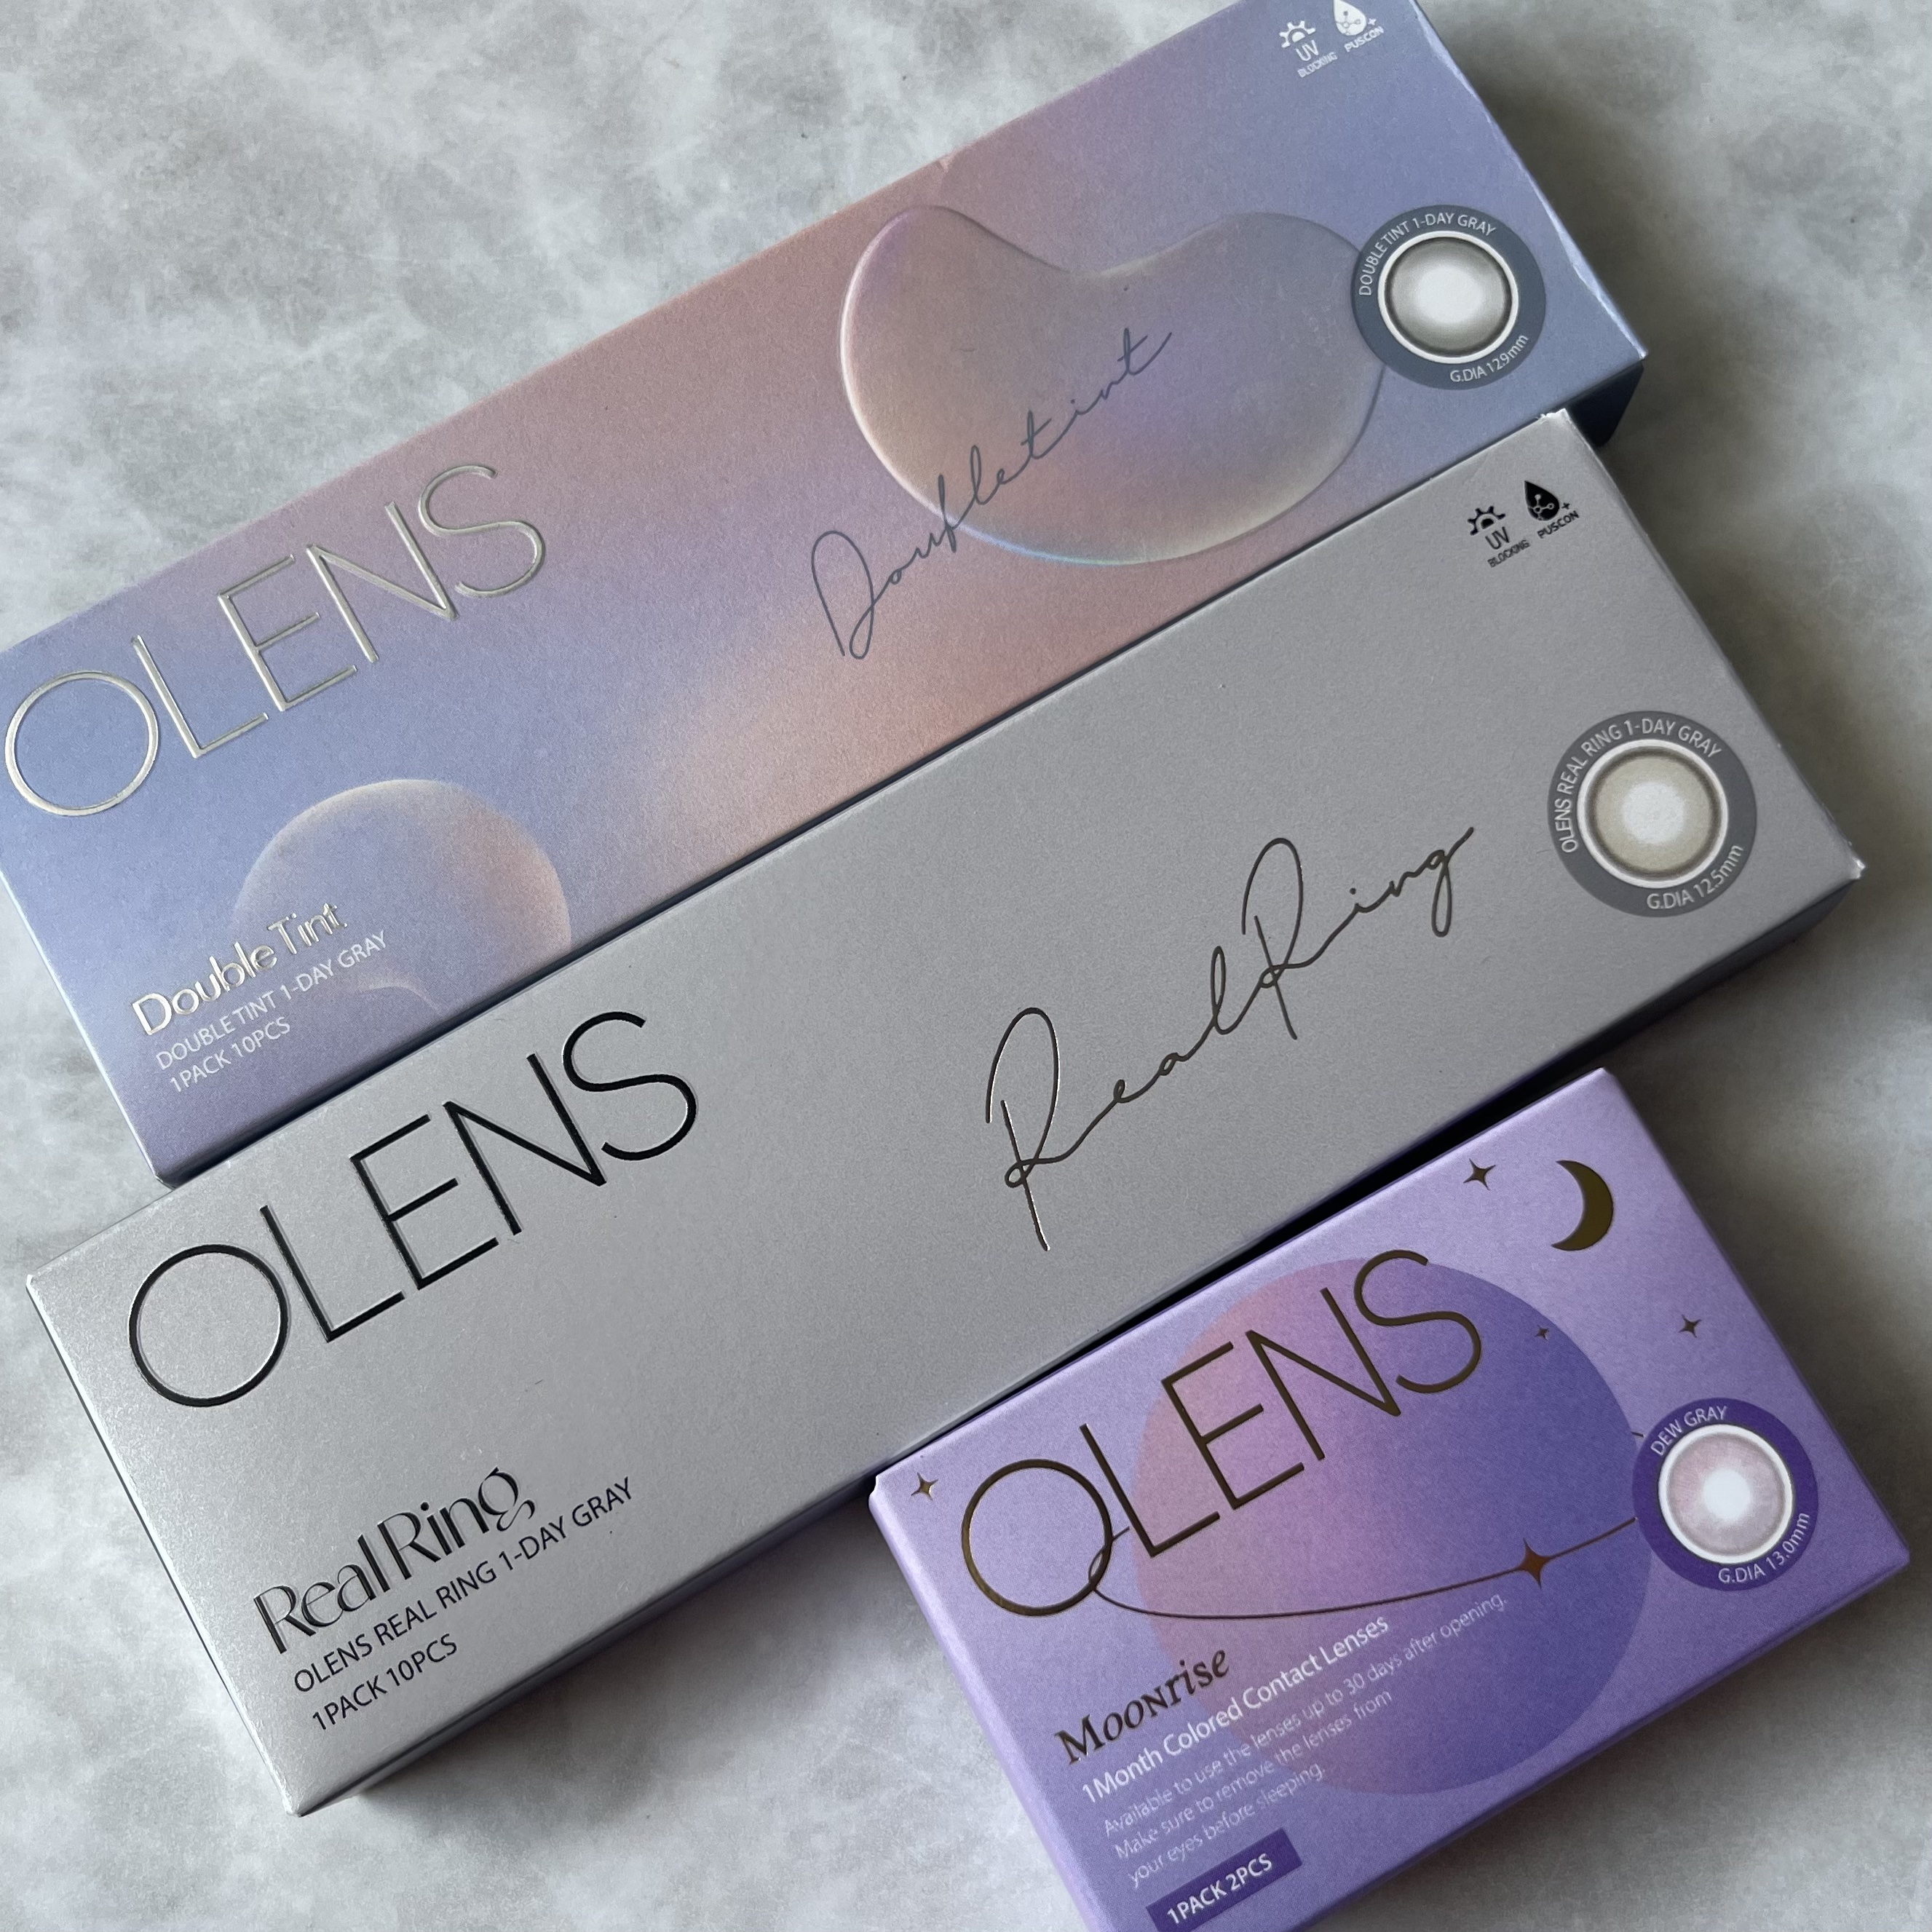 UV
BLOCKING
PUSCON
DOUBLE TINT 1-DAY GRAY
G.DIA 12.9mm
OLENS
Doubletint
Double Tint
DOUBLE TINT 1-DAY GRAY
1PACK 10PCS
UV
BLOCKING
PUSCON
OLENS REAL RING 1-DAY GRAY
G.DIA 12.5mm
OLENS
RealRing
Real Ring
OLENS REAL RING 1-DAY GRAY
1PACK 10PCS
OLENS
DEW GRAY
G.DIA 13.0mm
Moonrise
1Month Colored Contact Lenses
Available to use the lenses up to 30 days after opening.
Make sure to remove the lenses from
your eyes before sleeping.
1PACK 2PCS